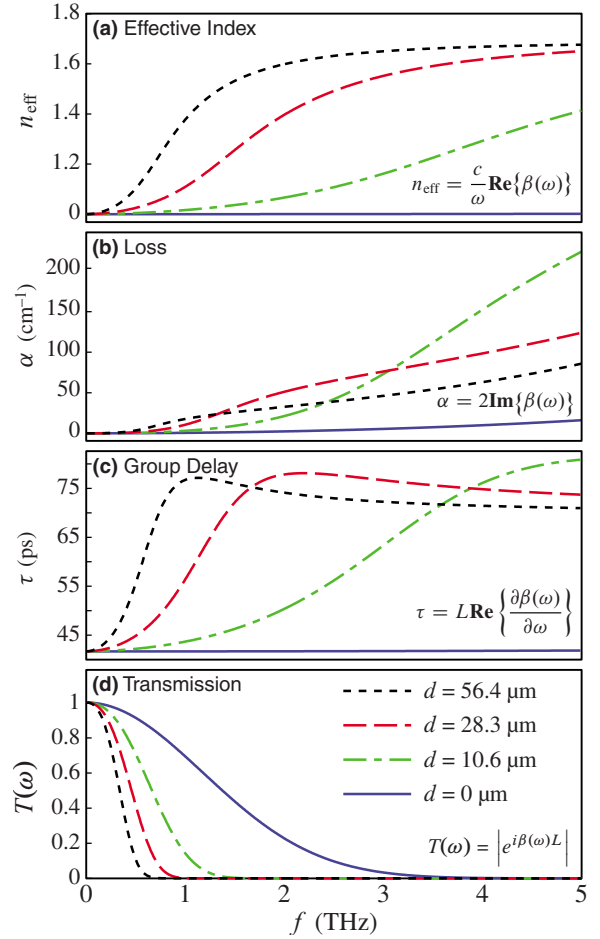 (a) Effective Index
1.8
1.6
1.4
1.2
0
n_eff
n_eff = c/ω Re{β(ω)}
(b) Loss
200
150
100
50
0
α (cm⁻¹)
α = 2Im{β(ω)}
(c) Group Delay
75
65
55
45
τ (ps)
τ = L Re{∂β(ω)/∂ω}
(d) Transmission
1
0.8
0.6
0.4
0.2
0
T(ω)
d = 56.4 µm
d = 28.3 µm
d = 10.6 µm
d = 0 µm
T(ω) = |e^{iβ(ω)L}|
0 1 2 3 4 5
f (THz)